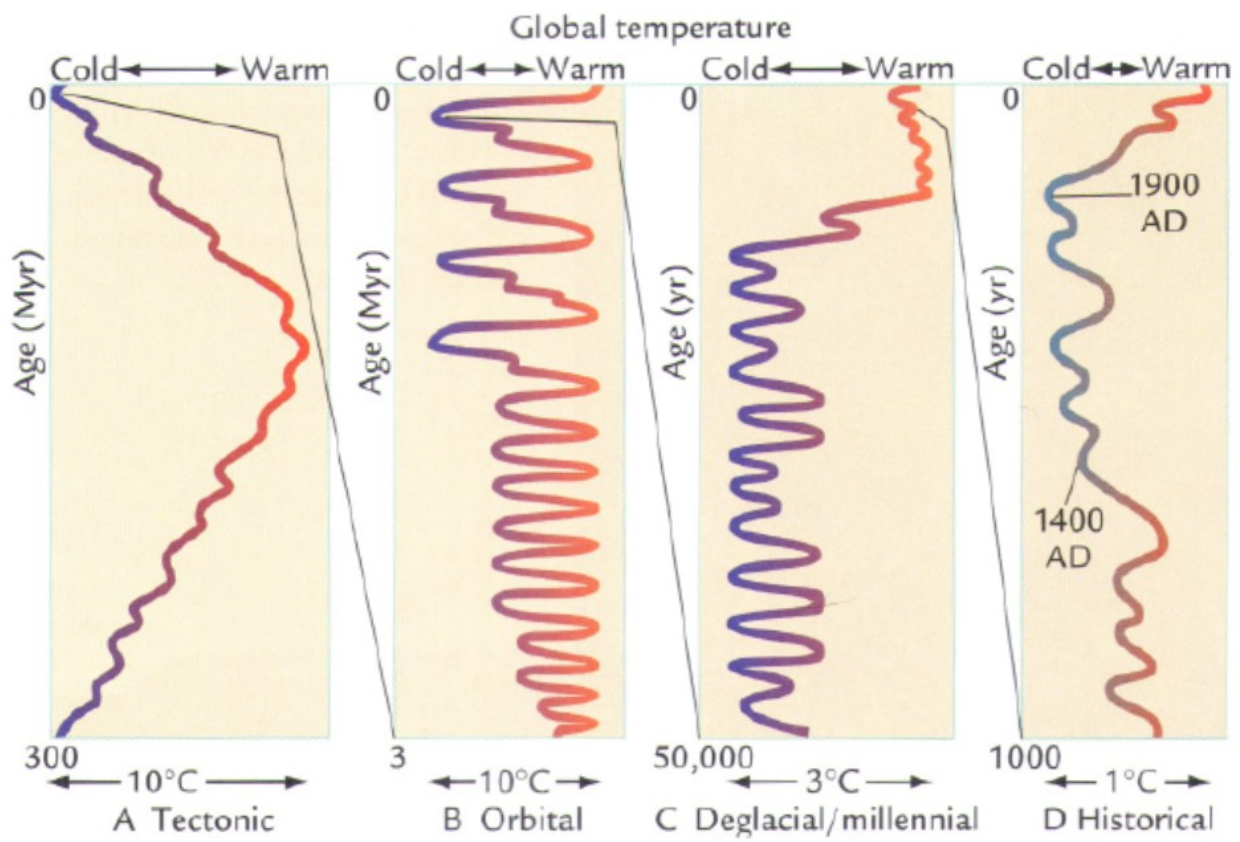 Global temperature
Cold Warm Cold Warm Cold Warm Cold Warm
0 0 0 0
Age (Myr) Age (Myr) Age (yr) Age (yr)
1900
AD
1400
AD
300 3 50,000 1000
10°C 10°C 3°C 1°C
A Tectonic B Orbital C Deglacial/millennial D Historical